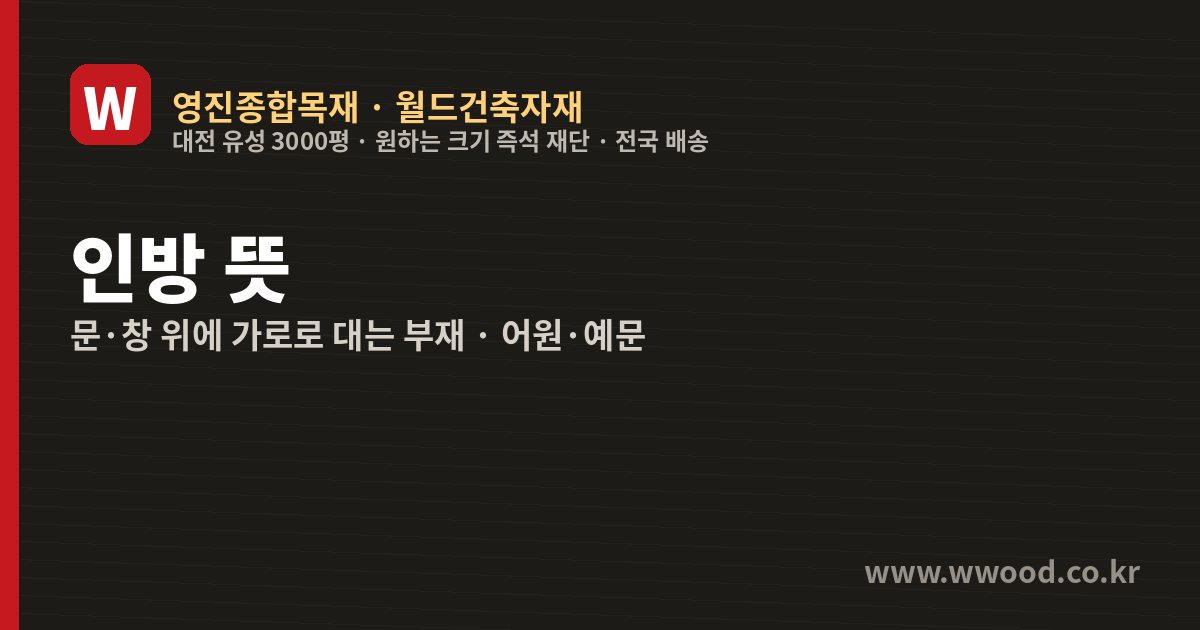 W
영진종합목재 · 월드건축자재
대전 유성 3000평 · 원하는 크기 즉석 재단 · 전국 배송
인방 뜻
문·창 위에 가로로 대는 부재 · 어원·예문
www.wwood.co.kr